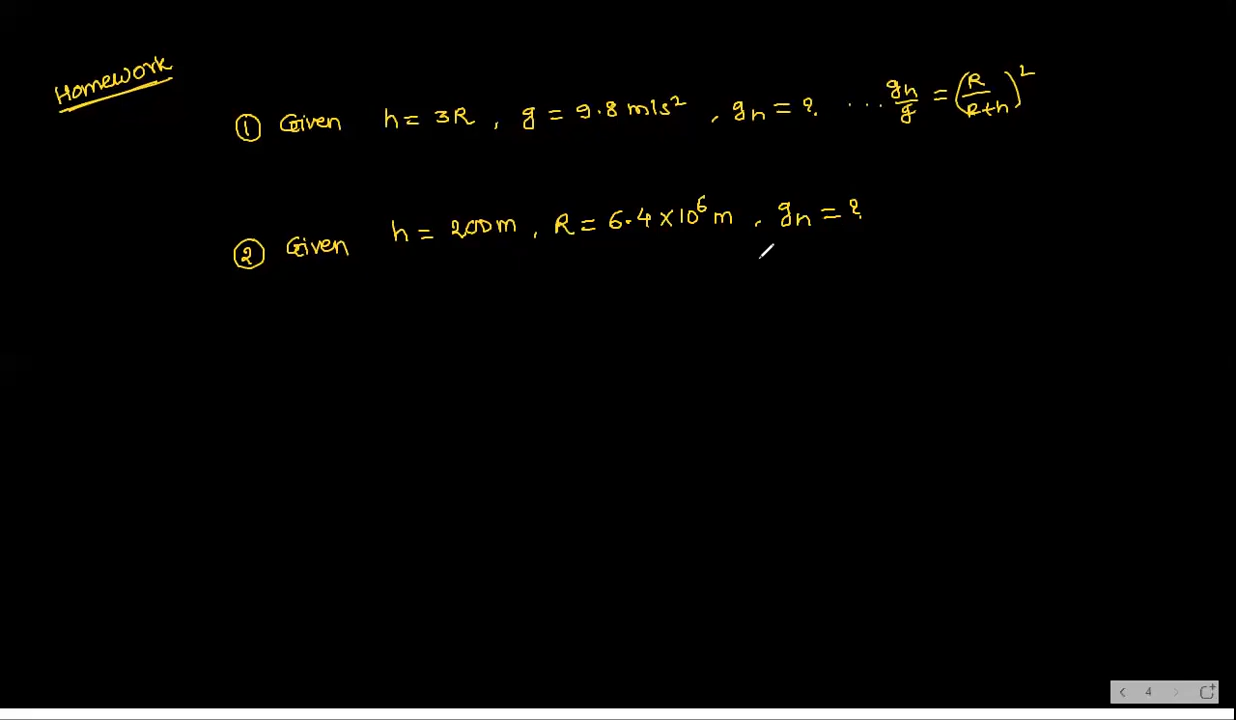 Homework
① Given h = 3R , g = 9.8 m/s² , gh = ? ... gh/g = (R/R+h)²
② Given h = 200m , R = 6.4 × 10⁶ m , gh = ?
4